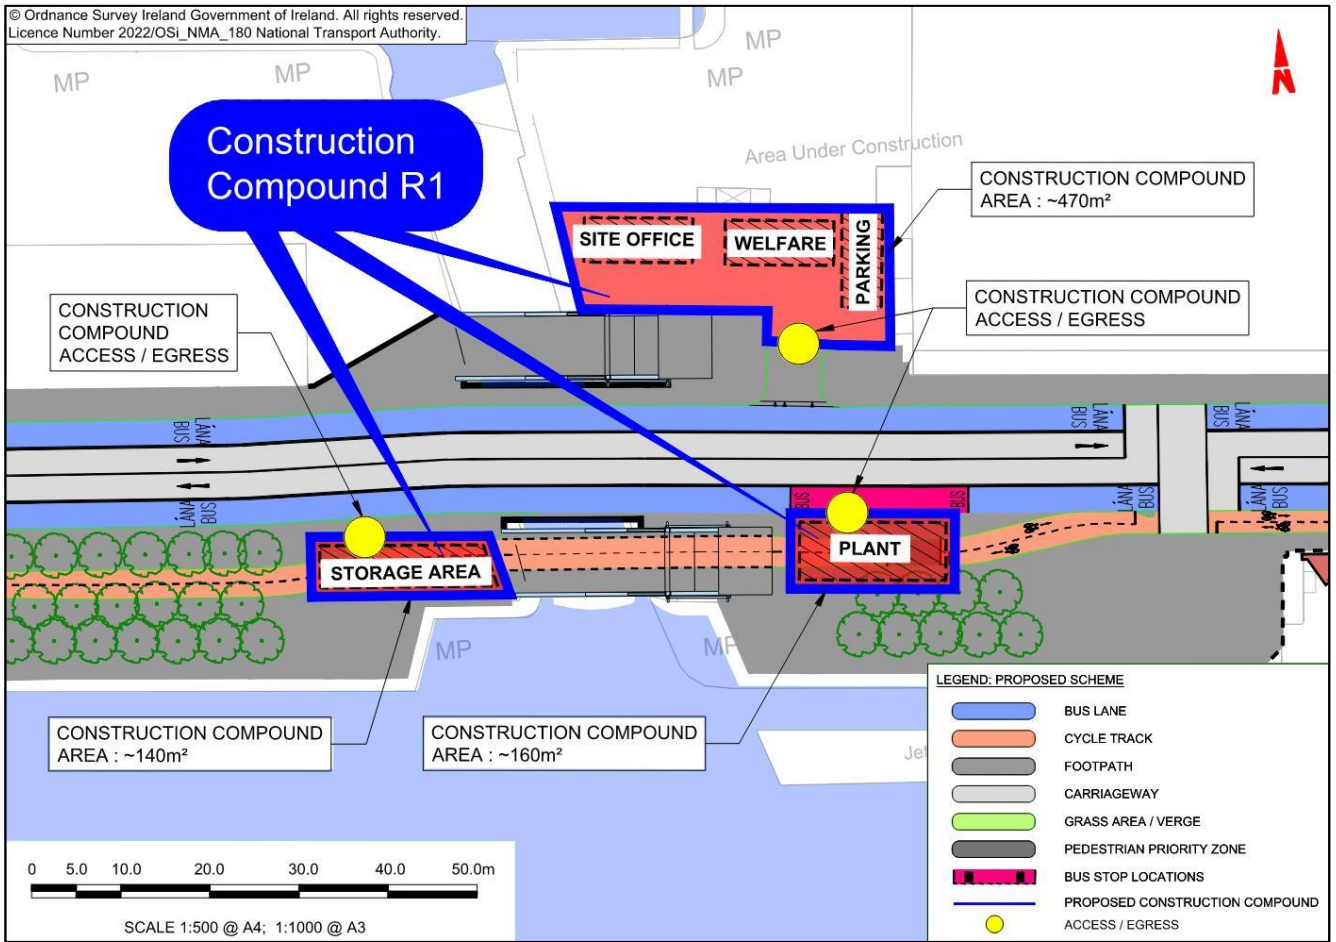 © Ordnance Survey Ireland Government of Ireland. All rights reserved.
Licence Number 2022/OSi_NMA_180 National Transport Authority.
MP
MP
MP
MP
N
Construction
Compound R1
Area Under Construction
CONSTRUCTION COMPOUND
AREA : ~470m²
SITE OFFICE
WELFARE
PARKING
CONSTRUCTION
COMPOUND
ACCESS / EGRESS
CONSTRUCTION COMPOUND
ACCESS / EGRESS
LÁNA
BUS
LÁNA
BUS
LÁNA
BUS
LÁNA
BUS
BUS
BUS
LÁNA
BUS
LÁNA
BUS
STORAGE AREA
PLANT
MP
MP
CONSTRUCTION COMPOUND
AREA : ~140m²
CONSTRUCTION COMPOUND
AREA : ~160m²
LEGEND: PROPOSED SCHEME
BUS LANE
CYCLE TRACK
FOOTPATH
CARRIAGEWAY
GRASS AREA / VERGE
PEDESTRIAN PRIORITY ZONE
BUS STOP LOCATIONS
PROPOSED CONSTRUCTION COMPOUND
ACCESS / EGRESS
0 5.0 10.0 20.0 30.0 40.0 50.0m
SCALE 1:500 @ A4; 1:1000 @ A3